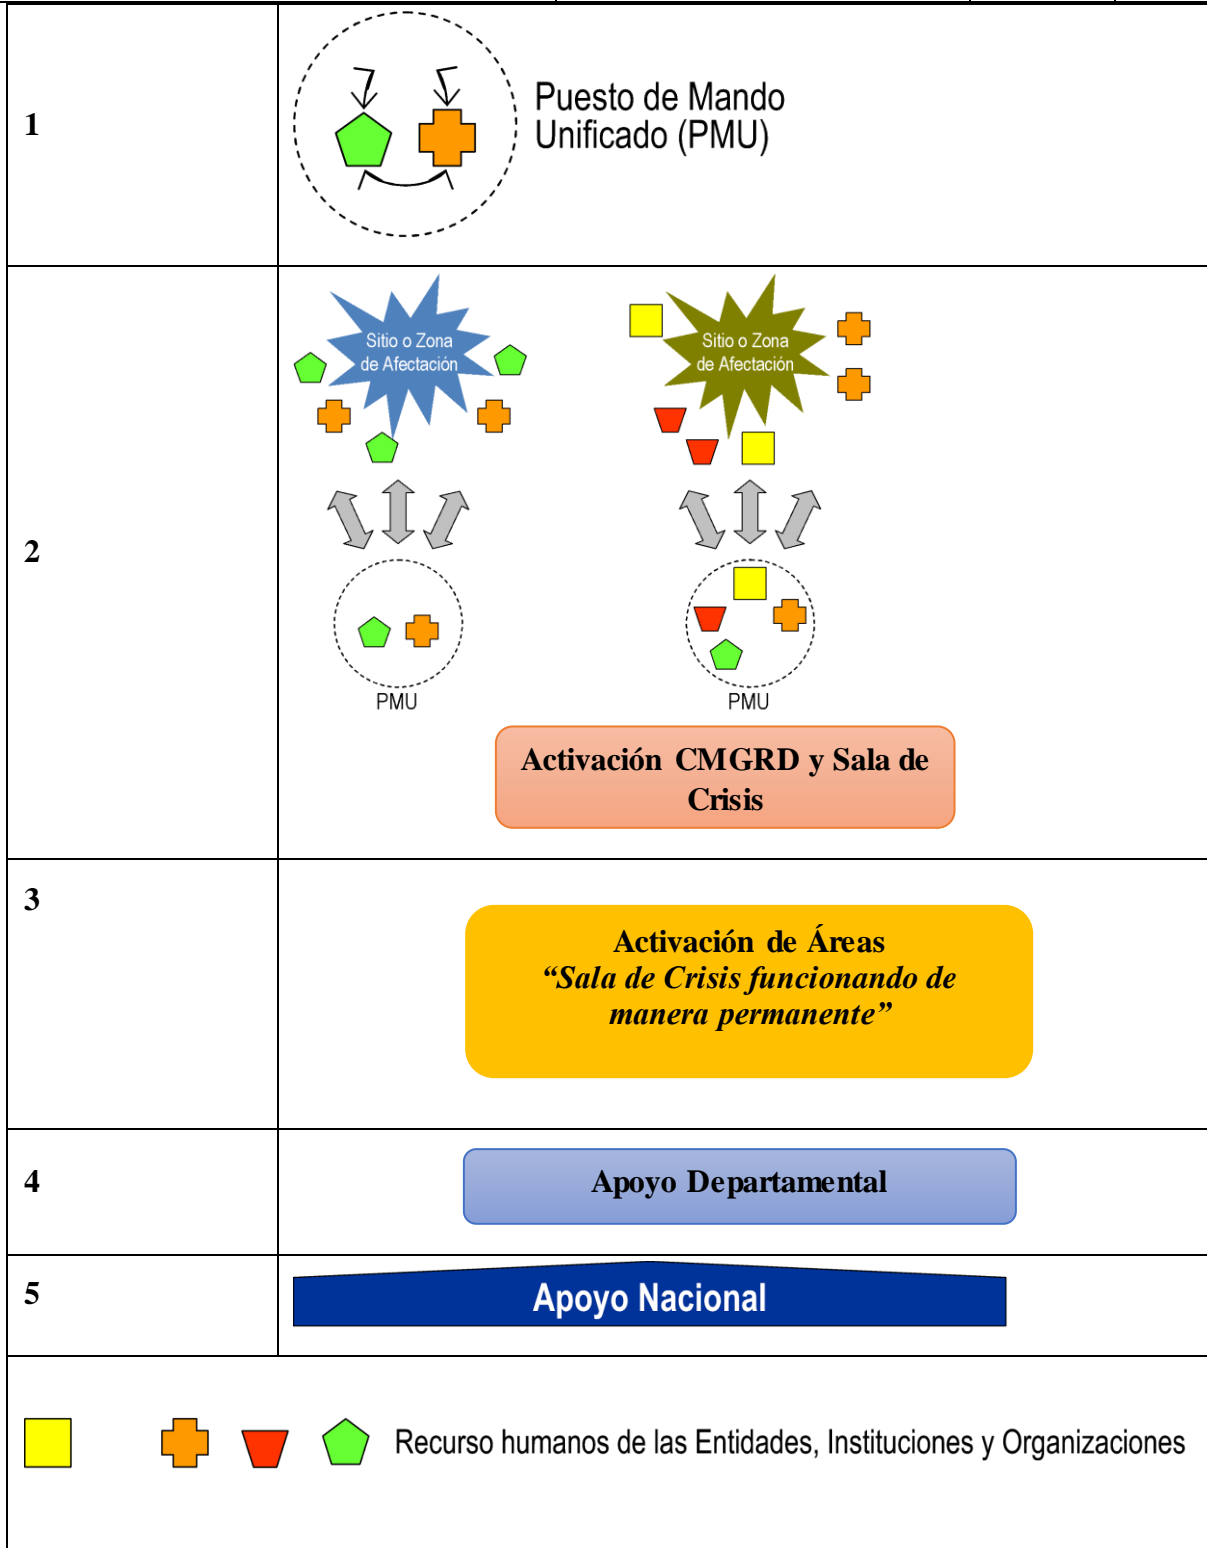 1
Puesto de Mando
Unificado (PMU)
2
Sitio o Zona
de Afectación
Sitio o Zona
de Afectación
PMU
PMU
Activación CMGRD y Sala de
Crisis
3
Activación de Áreas
“Sala de Crisis funcionando de
manera permanente”
4
Apoyo Departamental
5
Apoyo Nacional
Recurso humanos de las Entidades, Instituciones y Organizaciones